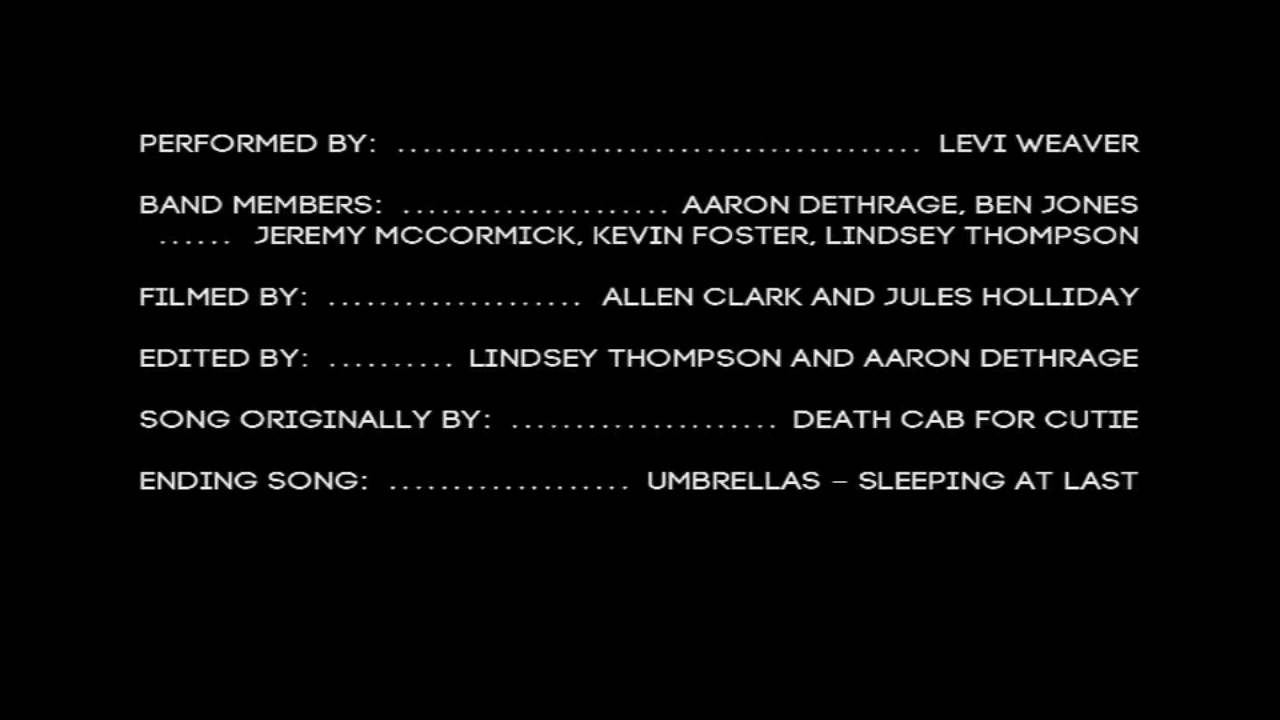 PERFORMED BY: ......................................... LEVI WEAVER
BAND MEMBERS: ..................... AARON DETHRAGE, BEN JONES
...... JEREMY MCCORMICK, KEVIN FOSTER, LINDSEY THOMPSON
FILMED BY: .................... ALLEN CLARK AND JULES HOLLIDAY
EDITED BY: .......... LINDSEY THOMPSON AND AARON DETHRAGE
SONG ORIGINALLY BY: ..................... DEATH CAB FOR CUTIE
ENDING SONG: ................... UMBRELLAS – SLEEPING AT LAST